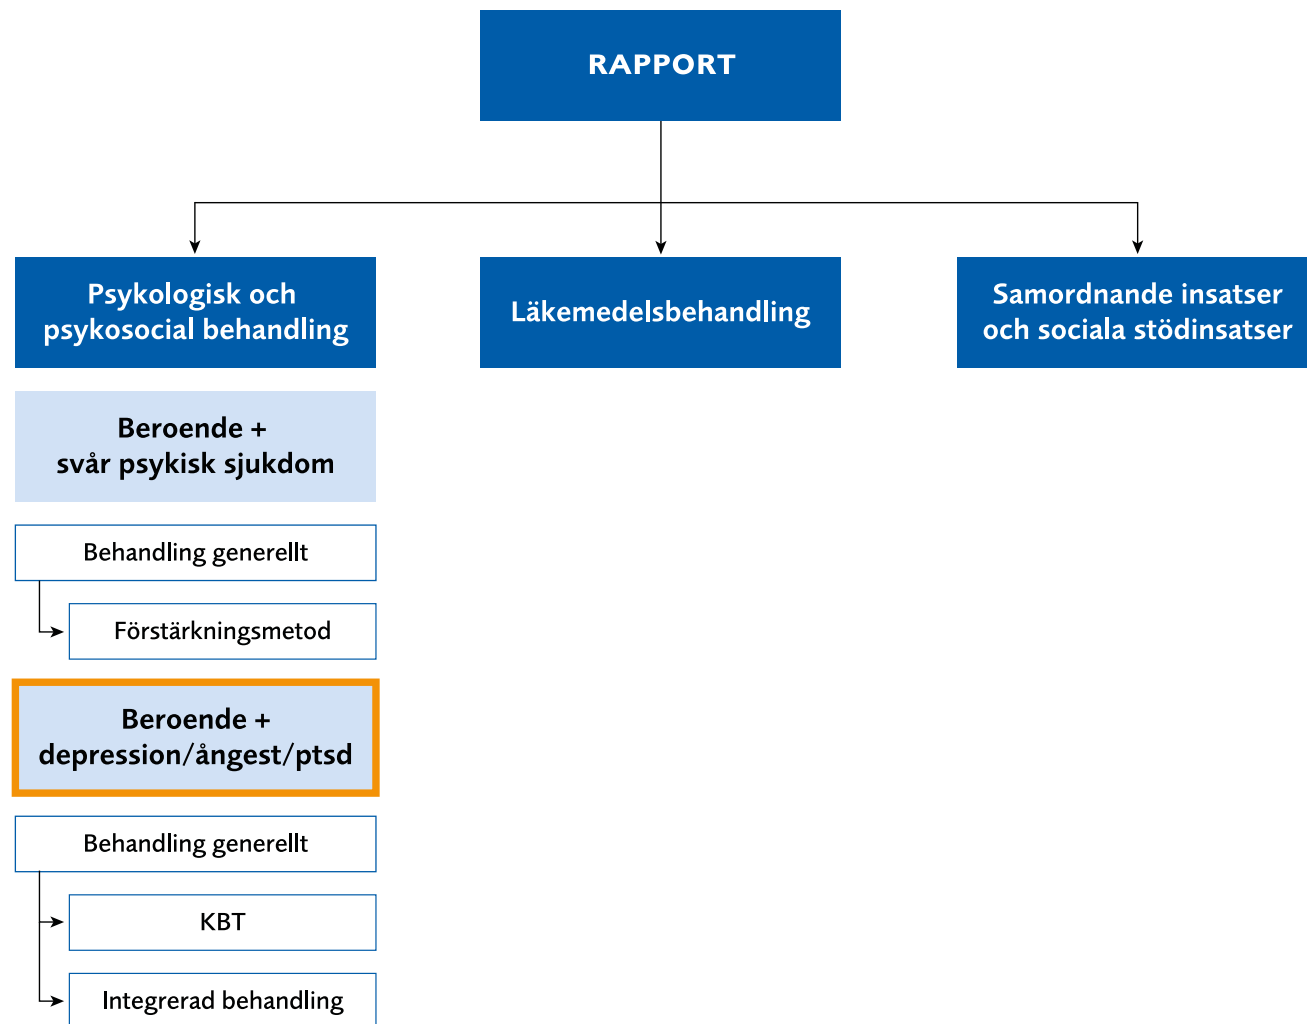 RAPPORT
Psykologisk och
psykosocial behandling
Läkemedelsbehandling
Samordnande insatser
och sociala stödinsatser
Beroende +
svår psykisk sjukdom
Behandling generellt
Förstärkningsmetod
Beroende +
depression/ångest/ptsd
Behandling generellt
KBT
Integrerad behandling